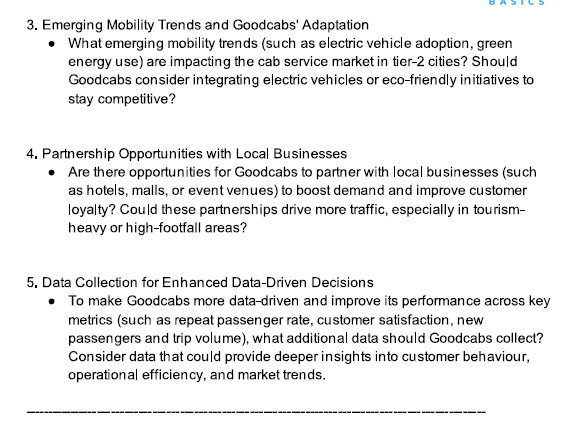 BASICS
3. Emerging Mobility Trends and Goodcabs' Adaptation
● What emerging mobility trends (such as electric vehicle adoption, green
energy use) are impacting the cab service market in tier-2 cities? Should
Goodcabs consider integrating electric vehicles or eco-friendly initiatives to
stay competitive?
4. Partnership Opportunities with Local Businesses
● Are there opportunities for Goodcabs to partner with local businesses (such
as hotels, malls, or event venues) to boost demand and improve customer
loyalty? Could these partnerships drive more traffic, especially in tourism-
heavy or high-footfall areas?
5. Data Collection for Enhanced Data-Driven Decisions
● To make Goodcabs more data-driven and improve its performance across key
metrics (such as repeat passenger rate, customer satisfaction, new
passengers and trip volume), what additional data should Goodcabs collect?
Consider data that could provide deeper insights into customer behaviour,
operational efficiency, and market trends.